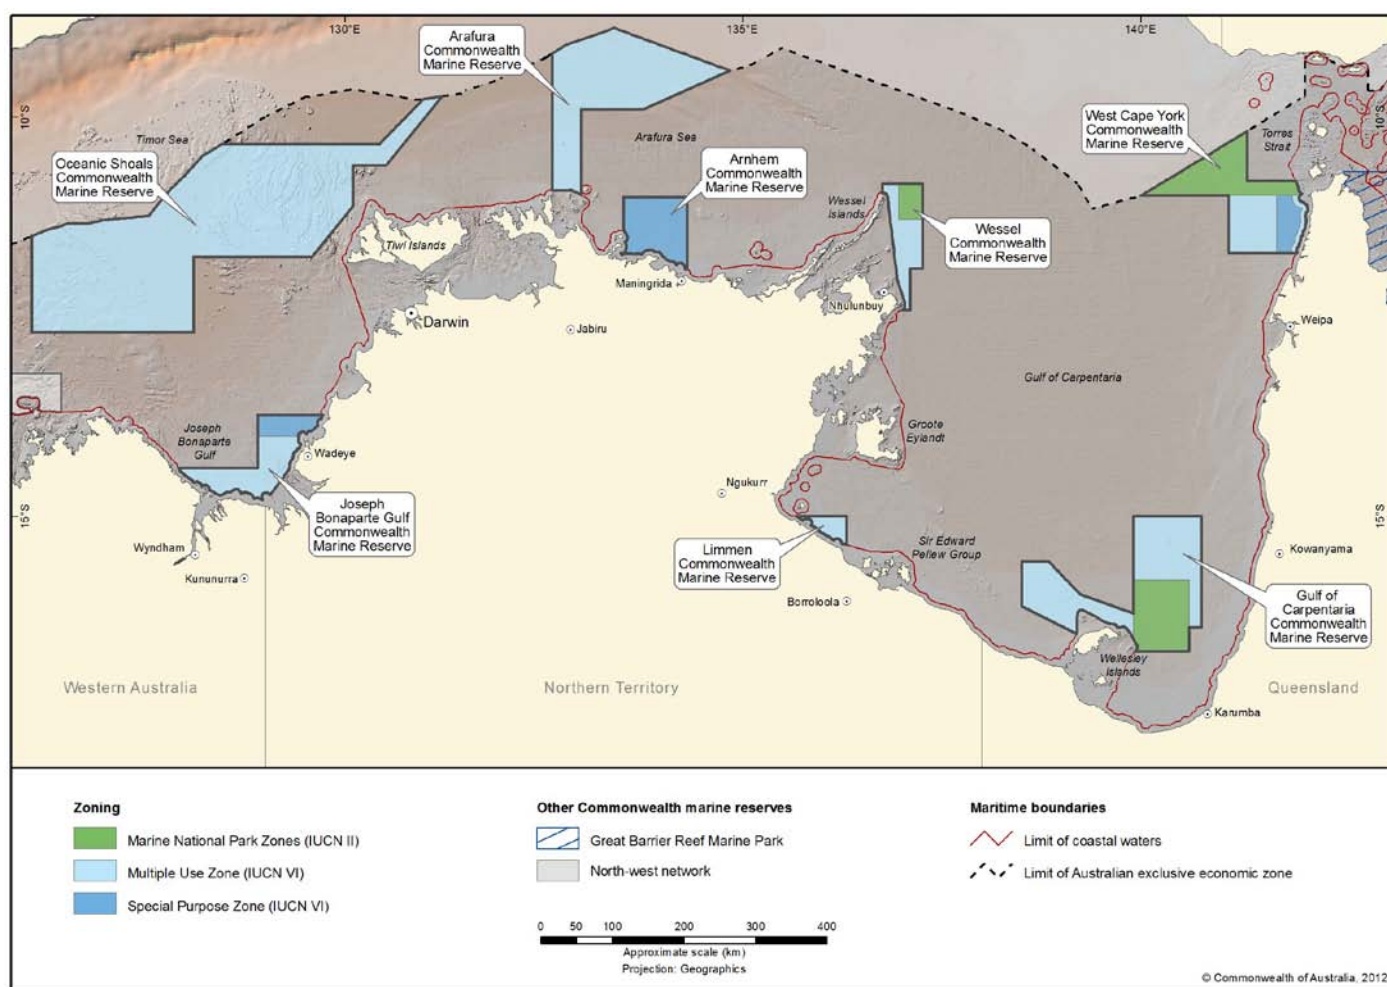 130°E
135°E
140°E
10°S
10°S
Arafura
Commonwealth
Marine Reserve
Timor Sea
Arafura Sea
Oceanic Shoals
Commonwealth
Marine Reserve
Arnhem
Commonwealth
Marine Reserve
West Cape York
Commonwealth
Marine Reserve
Torres
Strait
Wessel
Islands
Wessel
Commonwealth
Marine Reserve
Tiwi Islands
Maningrida
Nhulunbuy
Darwin
Jabiru
Weipa
Gulf of Carpentaria
Joseph
Bonaparte
Gulf
Wadeye
Groote
Eylandt
Ngukurr
Joseph
Bonaparte Gulf
Commonwealth
Marine Reserve
15°S
15°S
Wyndham
Kununurra
Limmen
Commonwealth
Marine Reserve
Sir Edward
Pellew Group
Kowanyama
Borroloola
Gulf of
Carpentaria
Commonwealth
Marine Reserve
Wellesley
Islands
Western Australia
Northern Territory
Queensland
Karumba
Zoning
Marine National Park Zones (IUCN II)
Multiple Use Zone (IUCN VI)
Special Purpose Zone (IUCN VI)
Other Commonwealth marine reserves
Great Barrier Reef Marine Park
North-west network
Maritime boundaries
Limit of coastal waters
Limit of Australian exclusive economic zone
0 50 100 200 300 400
Approximate scale (km)
Projection: Geographics
© Commonwealth of Australia, 2012